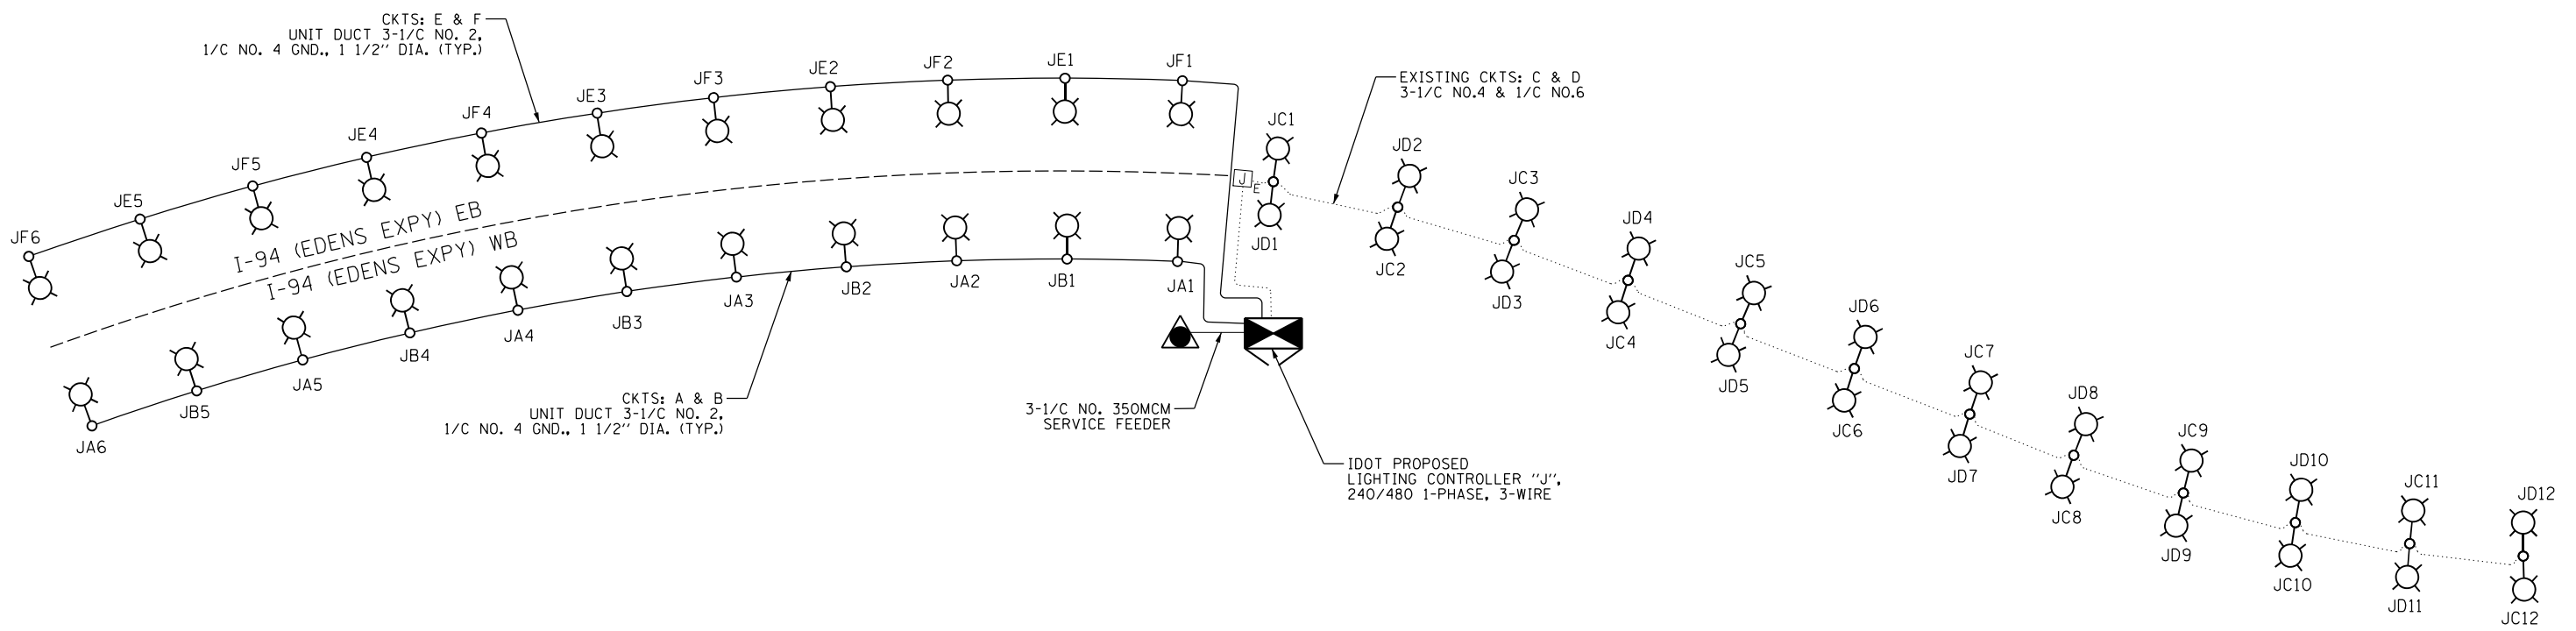 CKTS: E & F
UNIT DUCT 3-1/C NO. 2,
1/C NO. 4 GND., 1 1/2" DIA. (TYP.)
JF6
JE5
JF5
JE4
JF4
JE3
JF3
JE2
JF2
JE1
JF1
EXISTING CKTS: C & D
3-1/C NO.4 & 1/C NO.6
I-94 (EDENS EXPY) EB
I-94 (EDENS EXPY) WB
J
E
JC1
JD2
JC3
JD4
JC5
JD6
JC7
JD8
JC9
JD10
JC11
JD12
JD1
JC2
JD3
JC4
JD5
JC6
JD7
JC8
JD9
JC10
JD11
JC12
JA6
JB5
JA5
JB4
JA4
JB3
JA3
JB2
JA2
JB1
JA1
CKTS: A & B
UNIT DUCT 3-1/C NO. 2,
1/C NO. 4 GND., 1 1/2" DIA. (TYP.)
3-1/C NO. 350MCM
SERVICE FEEDER
IDOT PROPOSED
LIGHTING CONTROLLER "J",
240/480 1-PHASE, 3-WIRE